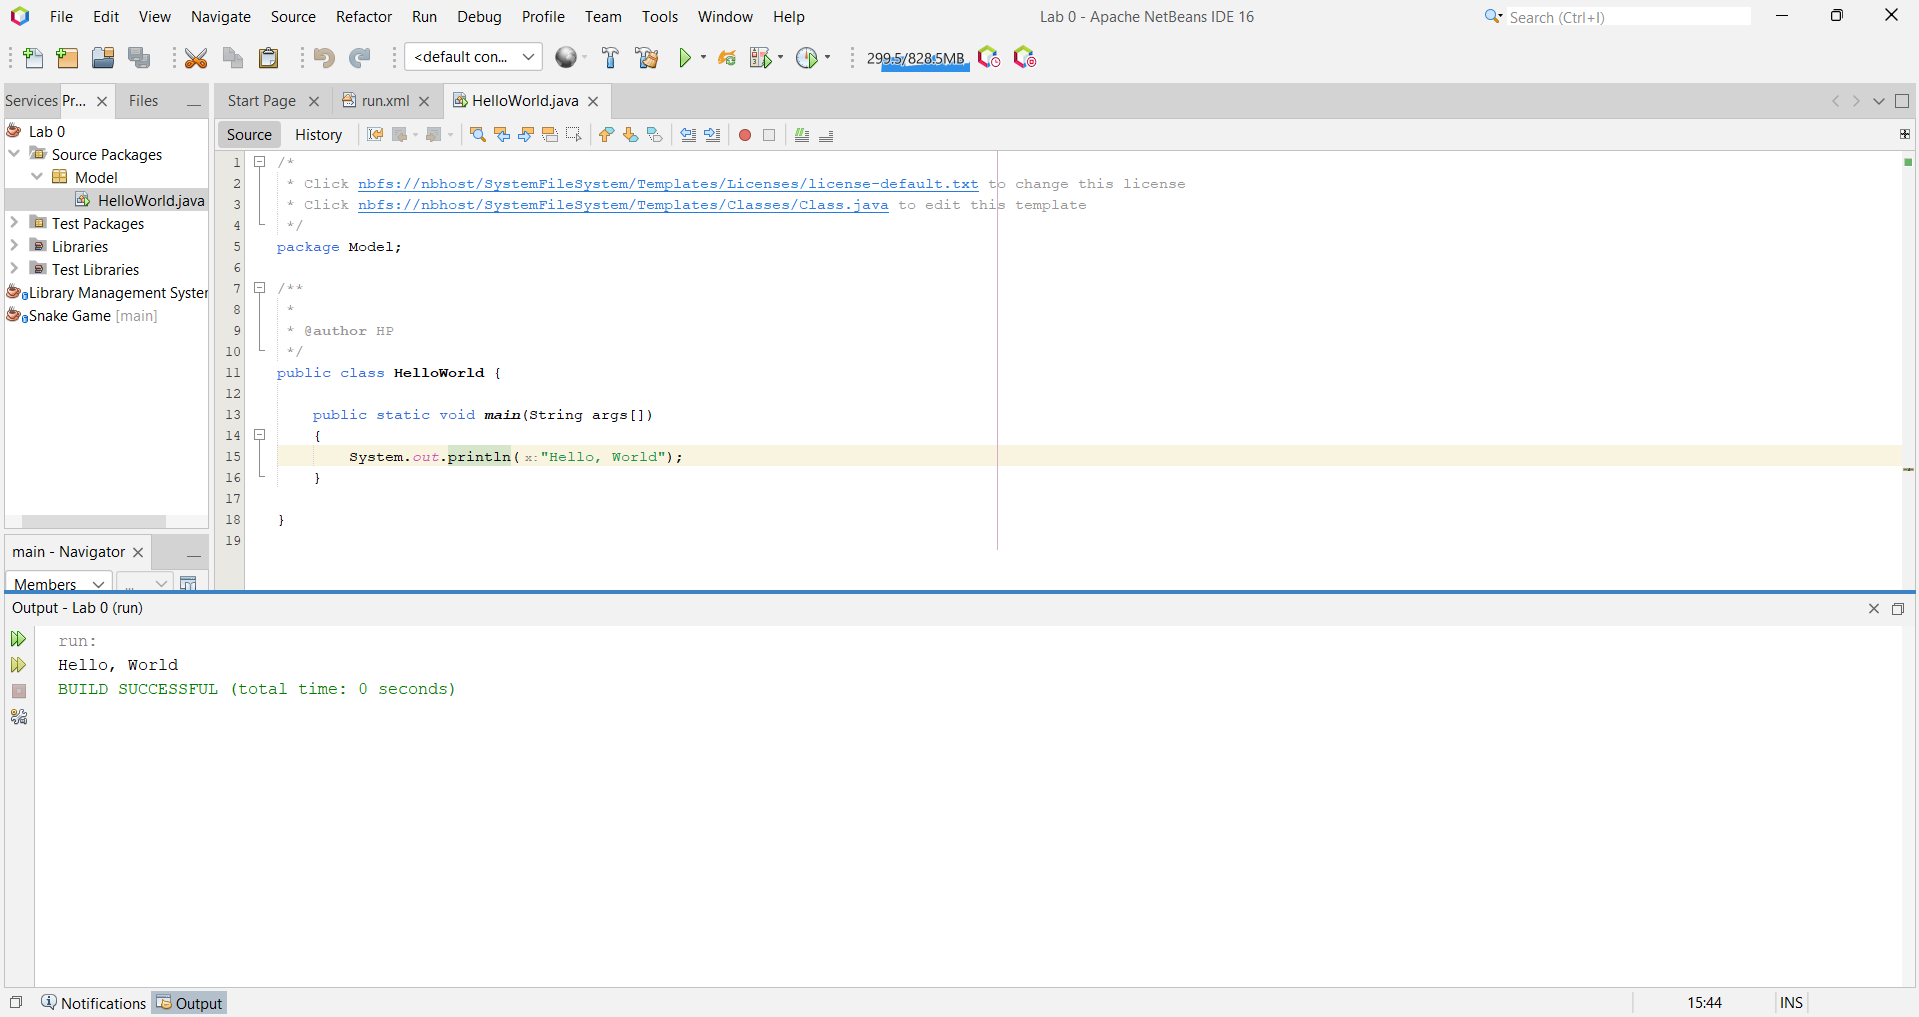 File Edit View Navigate Source Refactor Run Debug Profile Team Tools Window Help
Lab 0 - Apache NetBeans IDE 16
Search (Ctrl+I)
<default con...
299.5/828.5MB
Services Pr... Files
Start Page run.xml HelloWorld.java
Source History
Lab 0
Source Packages
Model
HelloWorld.java
Test Packages
Libraries
Test Libraries
Library Management Syster
Snake Game [main]
main - Navigator
Members ...
1 /*
2 * Click nbfs://nbhost/SystemFileSystem/Templates/Licenses/license-default.txt to change this license
3 * Click nbfs://nbhost/SystemFileSystem/Templates/Classes/Class.java to edit this template
4 */
5 package Model;
6
7 /**
8 *
9 * @author HP
10 */
11 public class HelloWorld {
12
13 public static void main(String args[])
14 {
15 System.out.println( x: "Hello, World");
16 }
17
18 }
19
Output - Lab 0 (run)
run:
Hello, World
BUILD SUCCESSFUL (total time: 0 seconds)
Notifications Output
15:44 INS